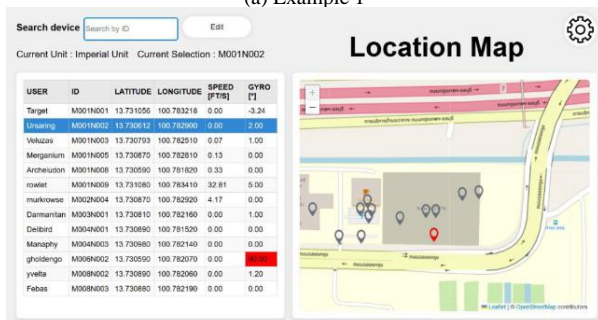 (a) Example 1
Search device Search by ID Edit
Current Unit : Imperial Unit Current Selection : M001N002
Location Map
USER ID LATITUDE LONGITUDE SPEED [FT/S] GYRO [°]
Target M001N001 13.731056 100.783218 0.00 -3.24
Ursaring M001N002 13.730612 100.782900 0.00 2.00
Veluzas M001N003 13.730793 100.782510 0.07 1.00
Merganium M001N005 13.730870 100.782810 0.13 0.00
Archeludon M001N008 13.730590 100.781820 0.33 0.00
rowlet M001N009 13.731080 100.783410 32.81 5.00
murkrowse M002N004 13.730870 100.782920 4.17 0.00
Darmanitan M003N001 13.730810 100.782160 0.00 1.00
Delibird M004N001 13.730890 100.781520 0.00 0.00
Manaphy M004N003 13.730980 100.782140 0.00 0.00
gholdengo M006N002 13.730590 100.782070 0.00 90.00
yvelta M008N002 13.730890 100.782060 0.00 1.20
Febas M008N003 13.730880 100.782190 0.00 0.00
+
−
7
Leaflet | © OpenStreetMap contributors